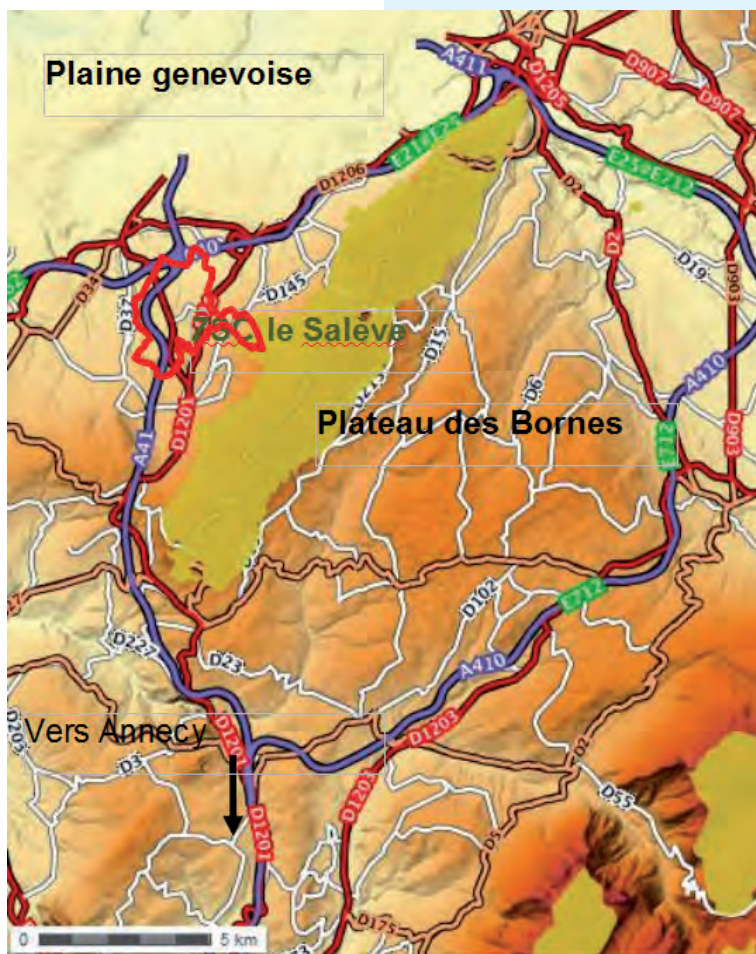 Plaine genevoise
A411
D1205
D907
D907
E21#E25
D1206
E25#E712
D2
D2
D19
D903
D34
D37
D145
ZSC le Salève
D15
D213
D6
A410
Plateau des Bornes
E712
D903
D1201
A41
D102
E712
D227
D23
A410
Vers Annecy
D1201
D1203
D203
D3
D2
D1203
D55
D1201
D5
D175
0 5 km